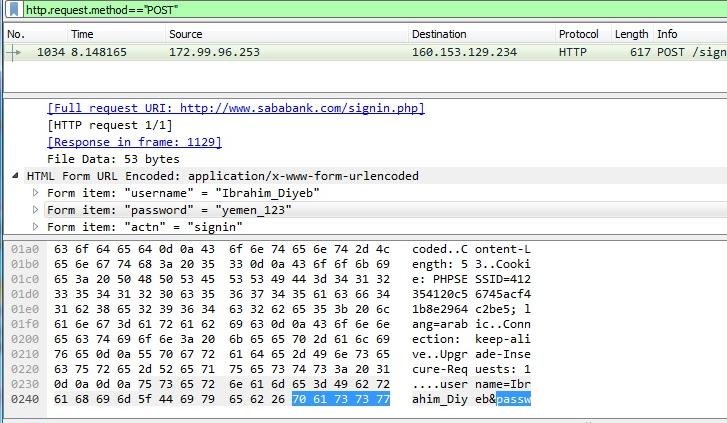 http.request.method=="POST"
No. Time Source Destination Protocol Length Info
1034 8.148165 172.99.96.253 160.153.129.234 HTTP 617 POST /sign
[Full request URI: http://www.sababank.com/signin.php]
[HTTP request 1/1]
[Response in frame: 1129]
File Data: 53 bytes
HTML Form URL Encoded: application/x-www-form-urlencoded
Form item: "username" = "Ibrahim_Diyeb"
Form item: "password" = "yemen_123"
Form item: "actn" = "signin"
01a0 63 6f 64 65 64 0d 0a 43 6f 6e 74 65 6e 74 2d 4c coded..C ontent-L
01b0 65 6e 67 74 68 3a 20 35 33 0d 0a 43 6f 6f 6b 69 ength: 5 3..Cooki
01c0 65 3a 20 50 48 50 53 45 53 53 49 44 3d 34 31 32 e: PHPSE SSID=412
01d0 33 35 34 31 32 30 63 35 36 37 34 35 61 63 66 34 354120c5 6745acf4
01e0 31 62 38 65 32 39 36 34 63 32 62 65 35 3b 20 6c 1b8e2964 c2be5; l
01f0 61 6e 67 3d 61 72 61 62 69 63 0d 0a 43 6f 6e 6e ang=arab ic..Conn
0200 65 63 74 69 6f 6e 3a 20 6b 65 65 70 2d 61 6c 69 ection: keep-ali
0210 76 65 0d 0a 55 70 67 72 61 64 65 2d 49 6e 73 65 ve..Upgr ade-Inse
0220 63 75 72 65 2d 52 65 71 75 65 73 74 73 3a 20 31 cure-Req uests: 1
0230 0d 0a 0d 0a 75 73 65 72 6e 61 6d 65 3d 49 62 72 ....user name=Ibr
0240 61 68 69 6d 5f 44 69 79 65 62 26 70 61 73 73 77 ahim_Diy eb&passw